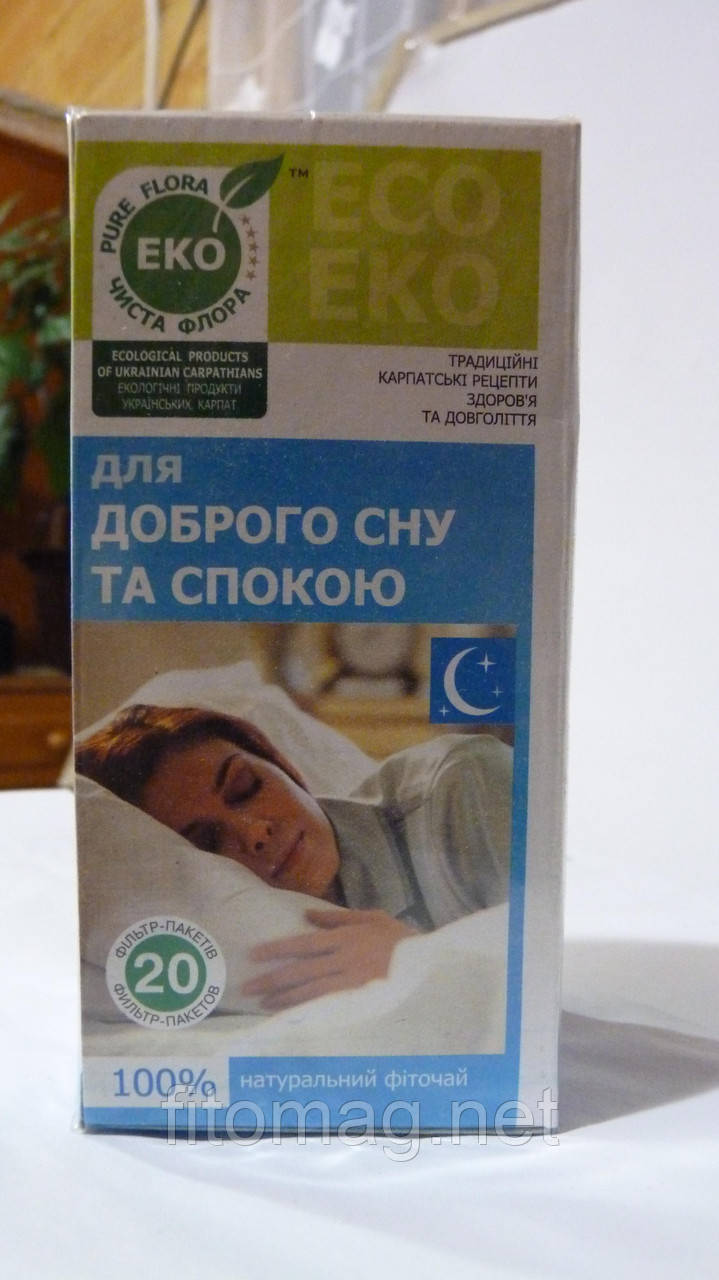 PURE FLORA
EKO
ЧИСТА ФЛОРА
™
ECO
EKO
ECOLOGICAL PRODUCTS
OF UKRAINIAN CARPATHIANS
ЕКОЛОГІЧНІ ПРОДУКТИ
УКРАЇНСЬКИХ КАРПАТ
ТРАДИЦІЙНІ
КАРПАТСЬКІ РЕЦЕПТИ
ЗДОРОВ'Я
ТА ДОВГОЛІТТЯ
ДЛЯ
ДОБРОГО СНУ
ТА СПОКОЮ
ФІЛЬТР-ПАКЕТІВ
20
ФИЛЬТР-ПАКЕТОВ
100% натуральний фіточай
fitomag.net